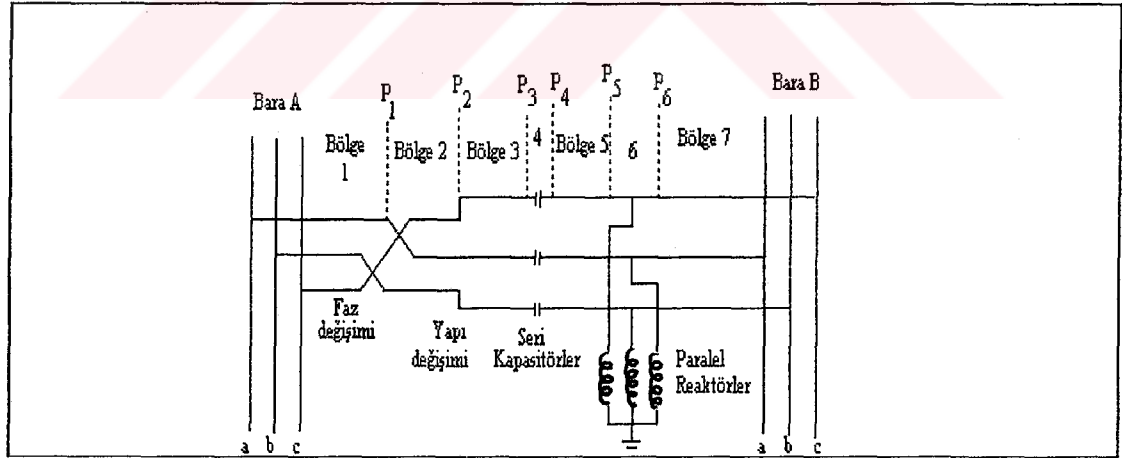 Bara A
P1
P2
P3
P4
P5
P6
Bara B
Bölge 1
Bölge 2
Bölge 3
4
Bölge 5
6
Bölge 7
Faz
değişimi
Yapı
değişimi
Seri
Kapasitörler
Paralel
Reaktörler
a b c
a b c